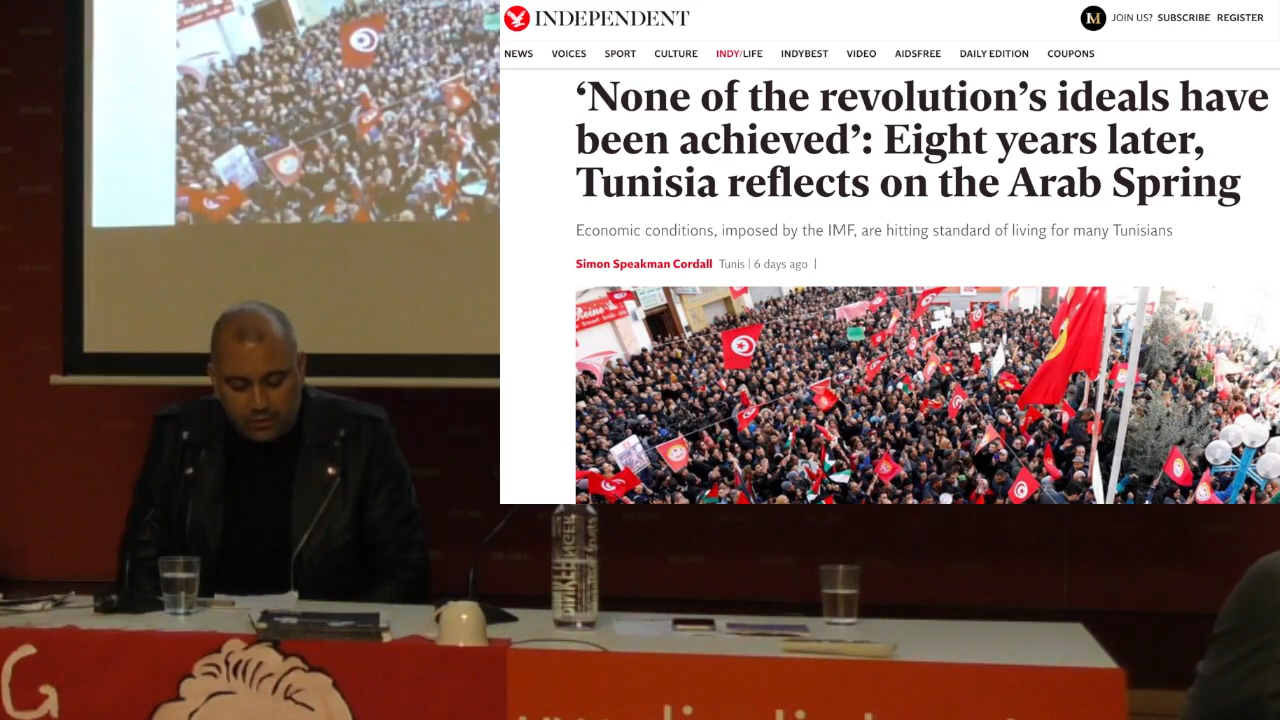 INDEPENDENT
JOIN US? SUBSCRIBE REGISTER
NEWS VOICES SPORT CULTURE INDY/LIFE INDYBEST VIDEO AIDSFREE DAILY EDITION COUPONS
‘None of the revolution’s ideals have
been achieved’: Eight years later,
Tunisia reflects on the Arab Spring
Economic conditions, imposed by the IMF, are hitting standard of living for many Tunisians
Simon Speakman Cordall Tunis | 6 days ago |
Reine
G